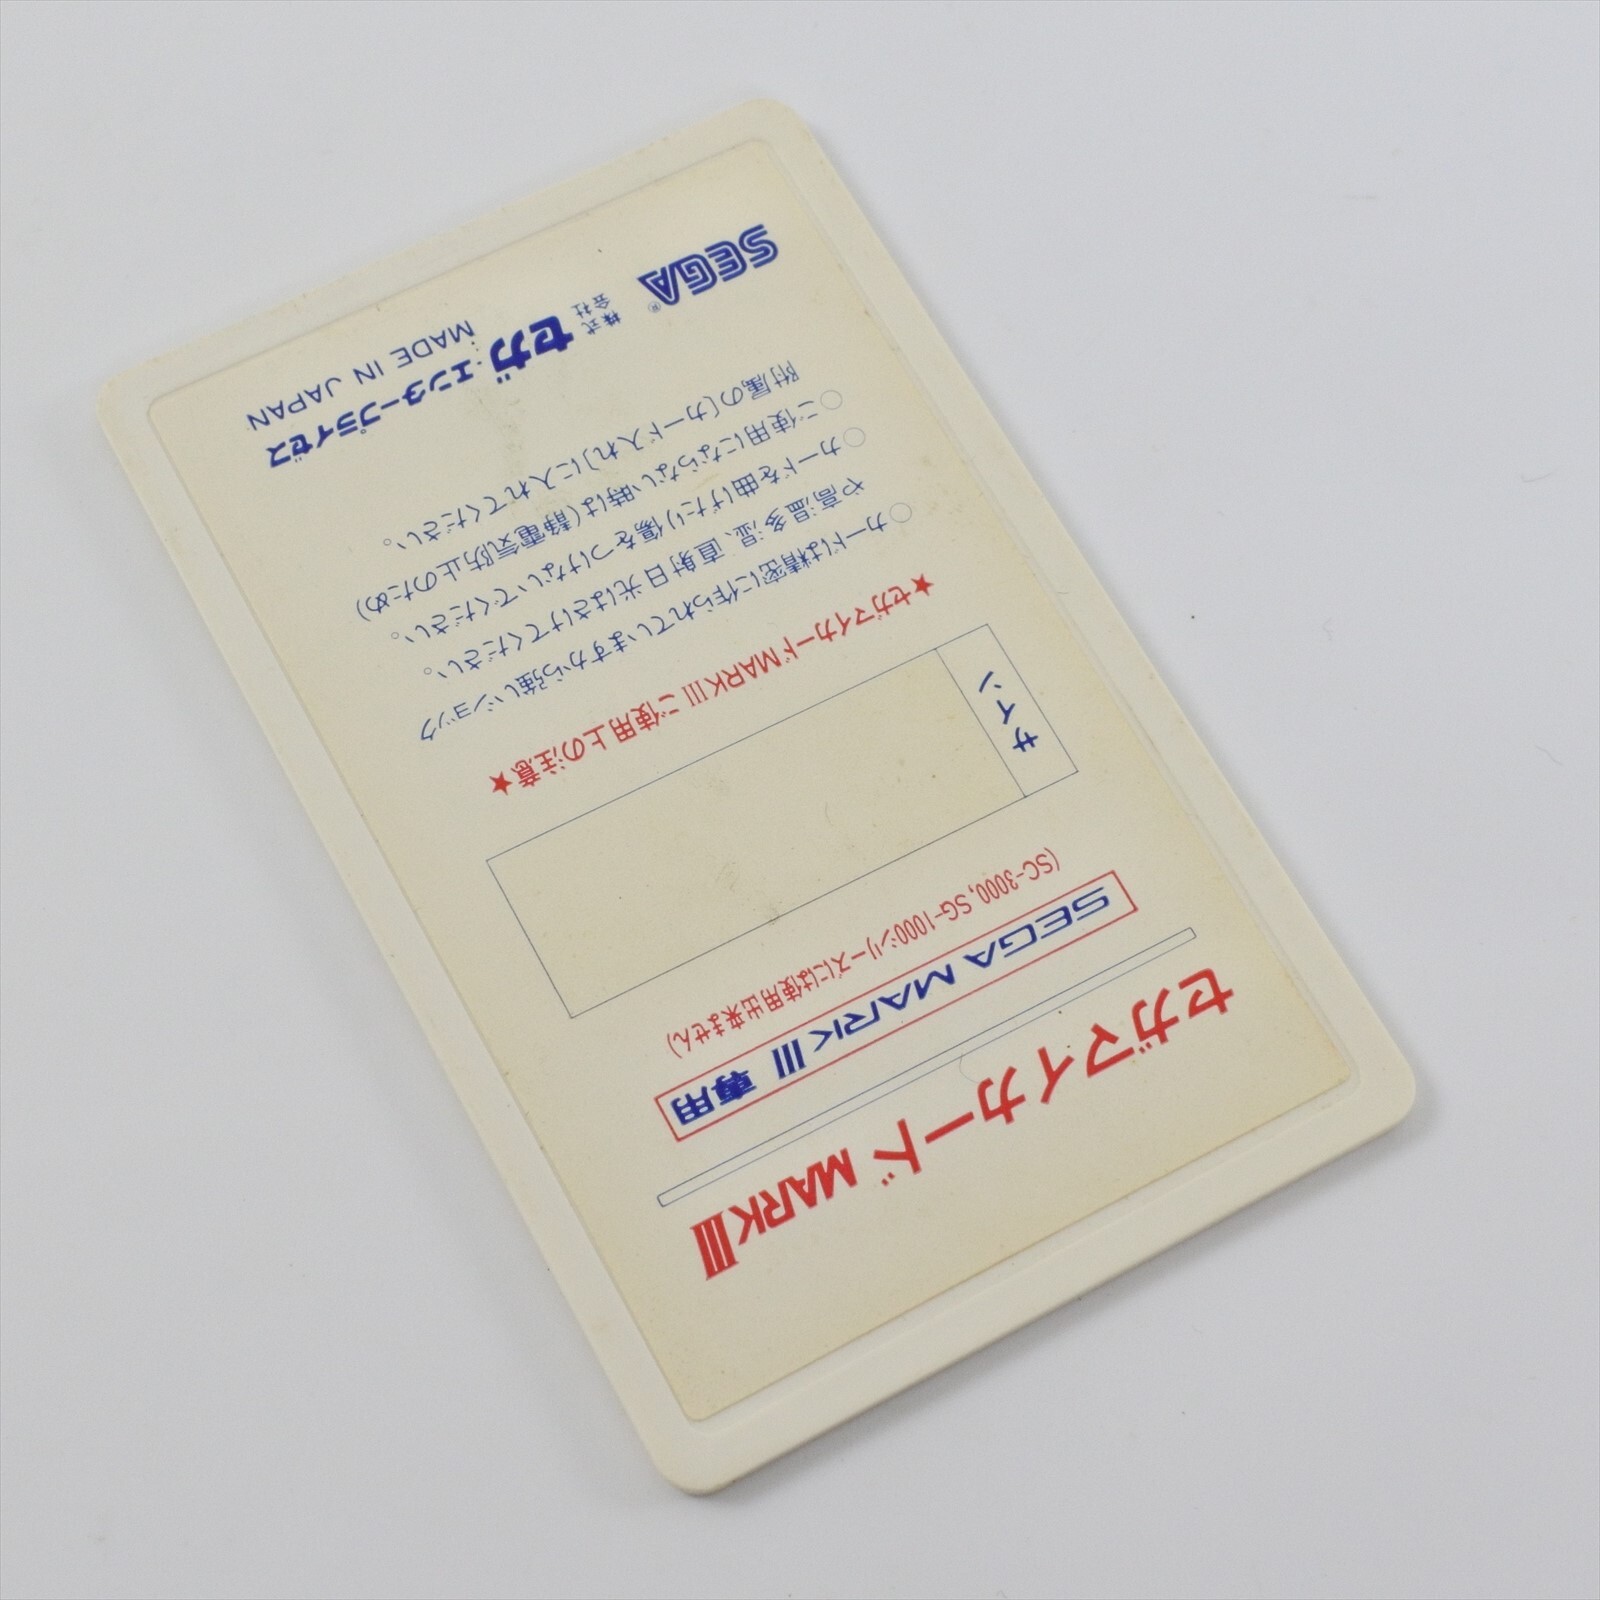 セガマイカード MARK III
SEGA MARK III 専用
(SC-3000,SG-1000シリーズには使用出来ません)
サイン
★セガマイカードMARK III ご使用上の注意★
○カードは精密に作られていますから強いショック
や高温多湿、直射日光はさけてください。
○カードを曲げたり傷をつけないでください。
○ご使用にならない時は(静電気防止のため)
附属の〔カード入れ〕に入れてください。
SEGA® 株式会社 セガ・エンタープライゼス
MADE IN JAPAN